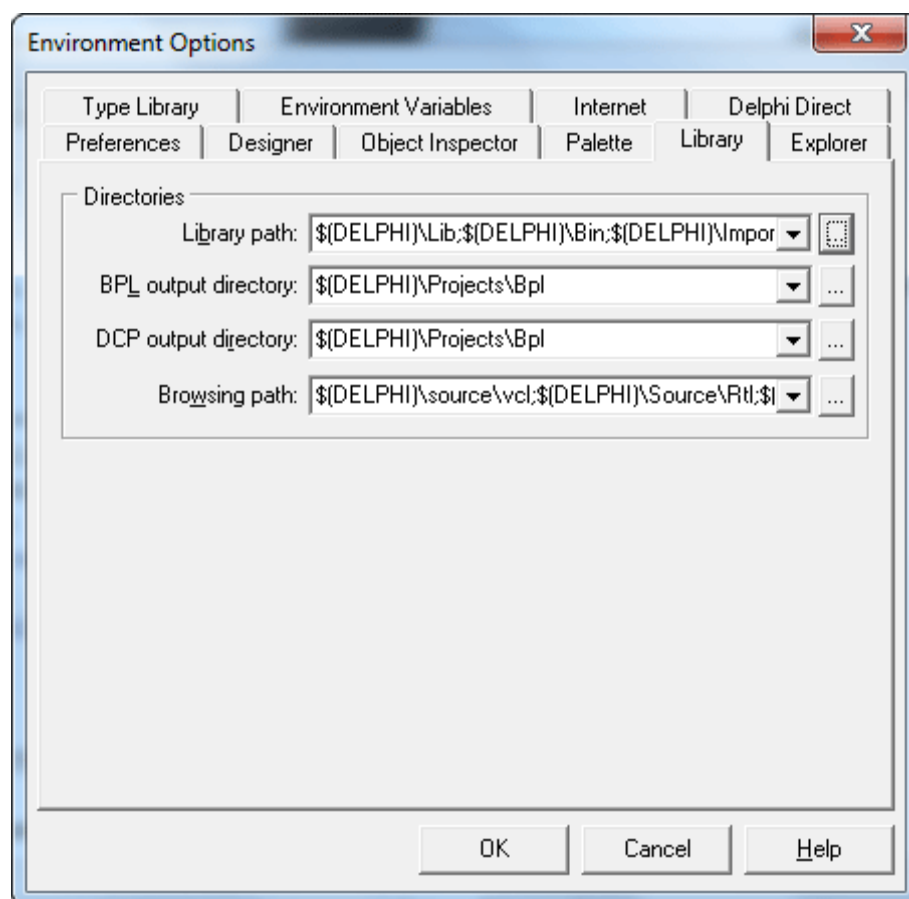 Environment Options
Type Library Environment Variables Internet Delphi Direct
Preferences Designer Object Inspector Palette Library Explorer
Directories
Library path: $(DELPHI)\Lib;$(DELPHI)\Bin;$(DELPHI)\Impor ...
BPL output directory: $(DELPHI)\Projects\Bpl ...
DCP output directory: $(DELPHI)\Projects\Bpl ...
Browsing path: $(DELPHI)\source\vcl;$(DELPHI)\Source\Rtl;$( ...
OK Cancel Help